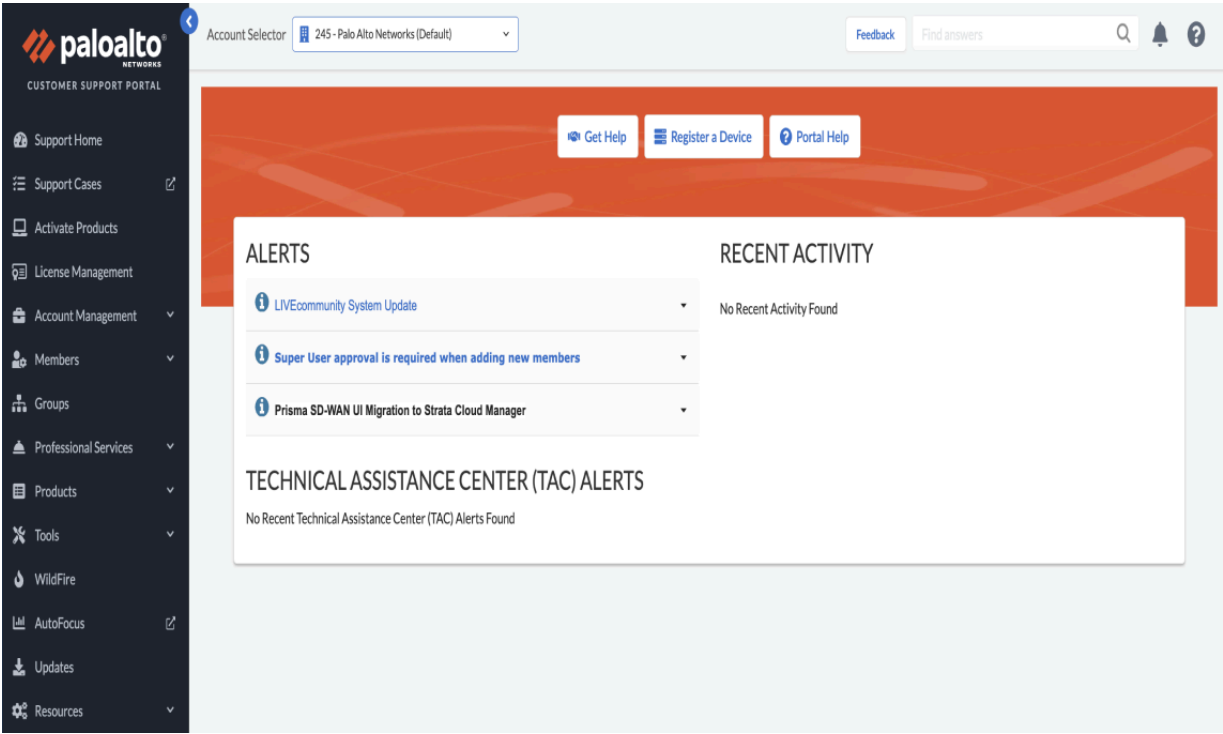 paloalto
NETWORKS
CUSTOMER SUPPORT PORTAL
Support Home
Support Cases
Activate Products
License Management
Account Management
Members
Groups
Professional Services
Products
Tools
WildFire
AutoFocus
Updates
Resources
Account Selector
245 - Palo Alto Networks (Default)
Feedback
Find answers
Get Help
Register a Device
Portal Help
ALERTS
LIVEcommunity System Update
Super User approval is required when adding new members
Prisma SD-WAN UI Migration to Strata Cloud Manager
TECHNICAL ASSISTANCE CENTER (TAC) ALERTS
No Recent Technical Assistance Center (TAC) Alerts Found
RECENT ACTIVITY
No Recent Activity Found